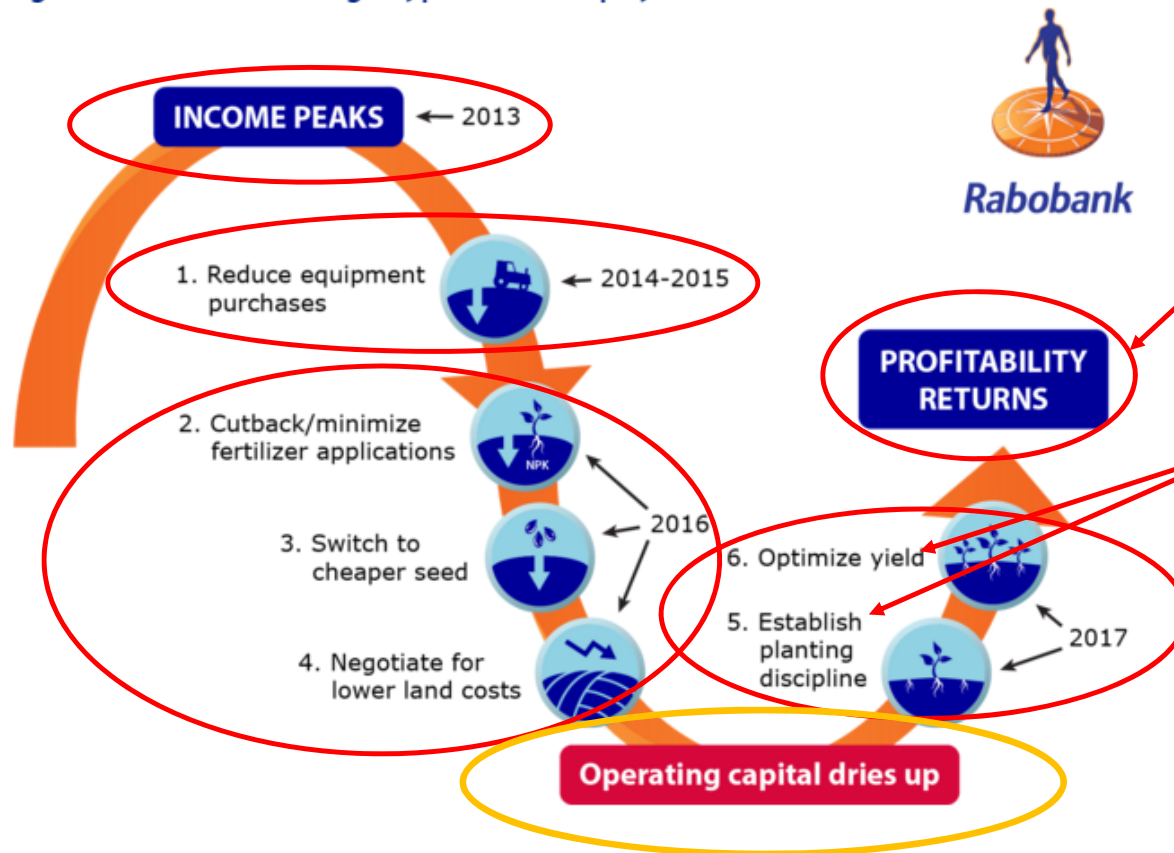 INCOME PEAKS
2013
Rabobank
1. Reduce equipment
purchases
2014-2015
PROFITABILITY
RETURNS
2. Cutback/minimize
fertilizer applications
NPK
2016
3. Switch to
cheaper seed
6. Optimize yield
5. Establish
planting
discipline
2017
4. Negotiate for
lower land costs
Operating capital dries up